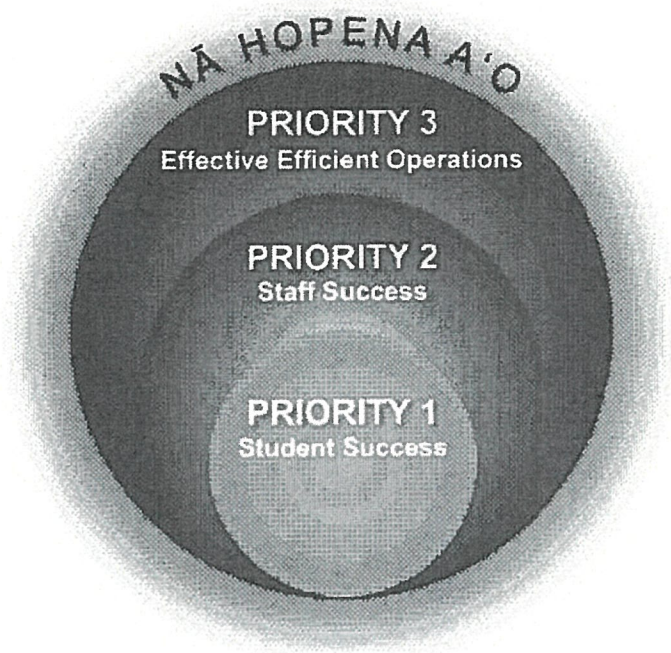 NĀ HOPENA A‘O
PRIORITY 3
Effective Efficient Operations
PRIORITY 2
Staff Success
PRIORITY 1
Student Success